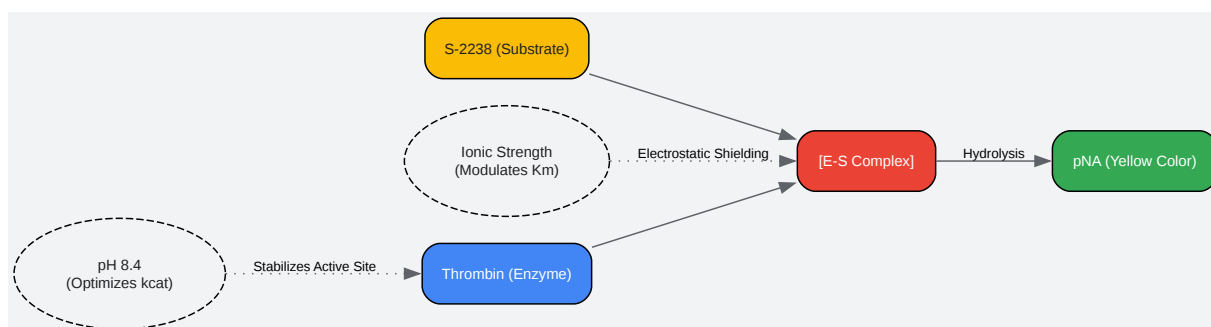 S-2238 (Substrate)
Ionic Strength
(Modulates Km)
Electrostatic Shielding
[E-S Complex]
Hydrolysis
pNA (Yellow Color)
pH 8.4
(Optimizes kcat)
Stabilizes Active Site
Thrombin (Enzyme)